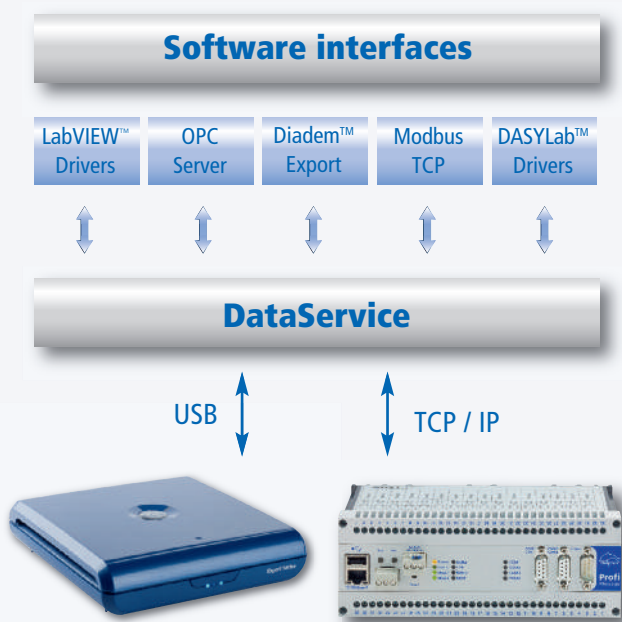 Software interfaces
LabVIEW™
Drivers
OPC
Server
Diadem™
Export
Modbus
TCP
DASYLab™
Drivers
DataService
USB
TCP / IP
Profi